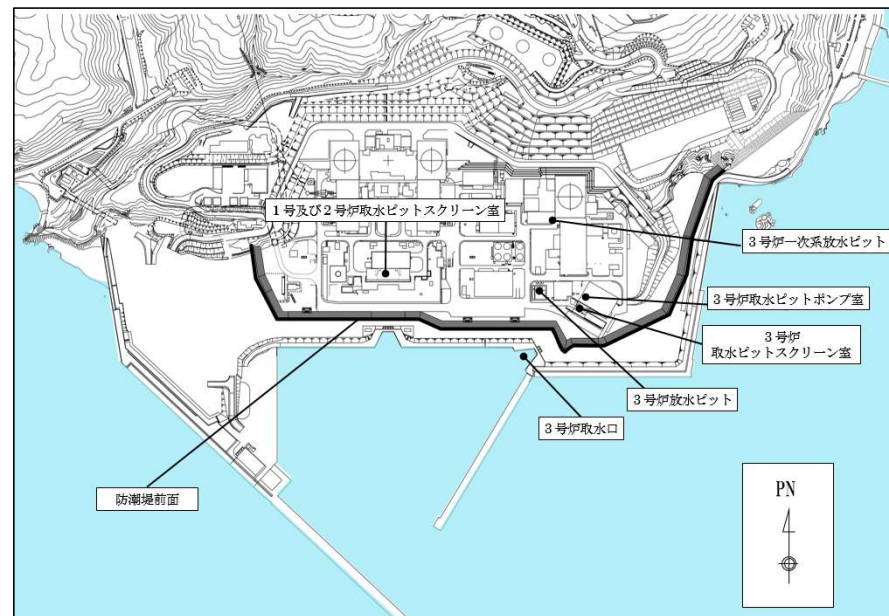 1号及び2号炉取水ピットスクリーン室
3号炉一次系放水ピット
3号炉取水ピットポンプ室
3号炉
取水ピットスクリーン室
3号炉放水ピット
3号炉取水口
防潮堤前面
PN